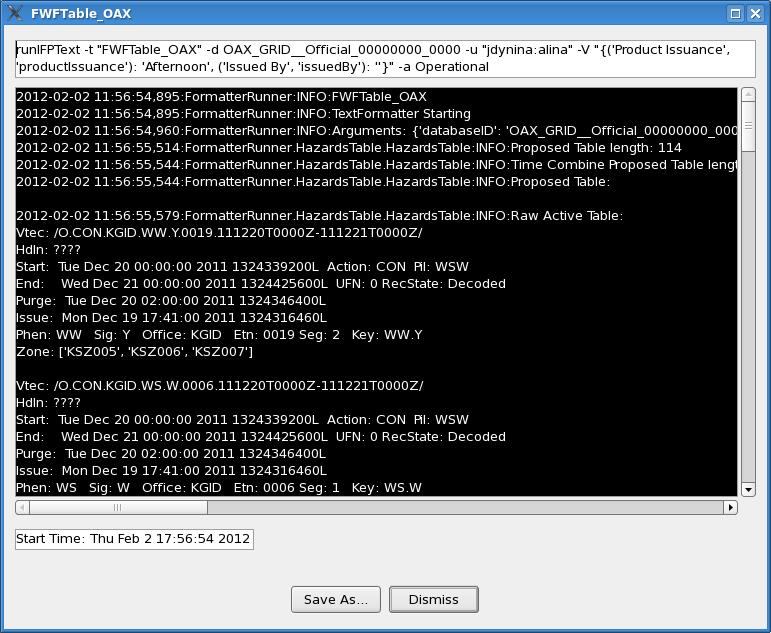 FWFTable_OAX
runIFPText -t "FWFTable_OAX" -d OAX_GRID__Official_00000000_0000 -u "jdynina:alina" -V "{('Product Issuance',
'productIssuance'): 'Afternoon', ('Issued By', 'issuedBy'): ''}" -a Operational
2012-02-02 11:56:54,895:FormatterRunner:INFO:FWFTable_OAX
2012-02-02 11:56:54,895:FormatterRunner:INFO:TextFormatter Starting
2012-02-02 11:56:54,960:FormatterRunner:INFO:Arguments: {'databaseID': 'OAX_GRID__Official_00000000_000
2012-02-02 11:56:55,514:FormatterRunner.HazardsTable.HazardsTable:INFO:Proposed Table length: 114
2012-02-02 11:56:55,544:FormatterRunner.HazardsTable.HazardsTable:INFO:Time Combine Proposed Table lengt
2012-02-02 11:56:55,544:FormatterRunner.HazardsTable.HazardsTable:INFO:Proposed Table:
2012-02-02 11:56:55,579:FormatterRunner.HazardsTable.HazardsTable:INFO:Raw Active Table:
Vtec: /O.CON.KGID.WW.Y.0019.111220T0000Z-111221T0000Z/
Hdln: ????
Start: Tue Dec 20 00:00:00 2011 1324339200L Action: CON Pil: WSW
End: Wed Dec 21 00:00:00 2011 1324425600L UFN: 0 RecState: Decoded
Purge: Tue Dec 20 02:00:00 2011 1324346400L
Issue: Mon Dec 19 17:41:00 2011 1324316460L
Phen: WW Sig: Y Office: KGID Etn: 0019 Seg: 2 Key: WW.Y
Zone: ['KSZ005', 'KSZ006', 'KSZ007']
Vtec: /O.CON.KGID.WS.W.0006.111220T0000Z-111221T0000Z/
Hdln: ????
Start: Tue Dec 20 00:00:00 2011 1324339200L Action: CON Pil: WSW
End: Wed Dec 21 00:00:00 2011 1324425600L UFN: 0 RecState: Decoded
Purge: Tue Dec 20 02:00:00 2011 1324346400L
Issue: Mon Dec 19 17:41:00 2011 1324316460L
Phen: WS Sig: W Office: KGID Etn: 0006 Seg: 1 Key: WS.W
Start Time: Thu Feb 2 17:56:54 2012
Save As... Dismiss